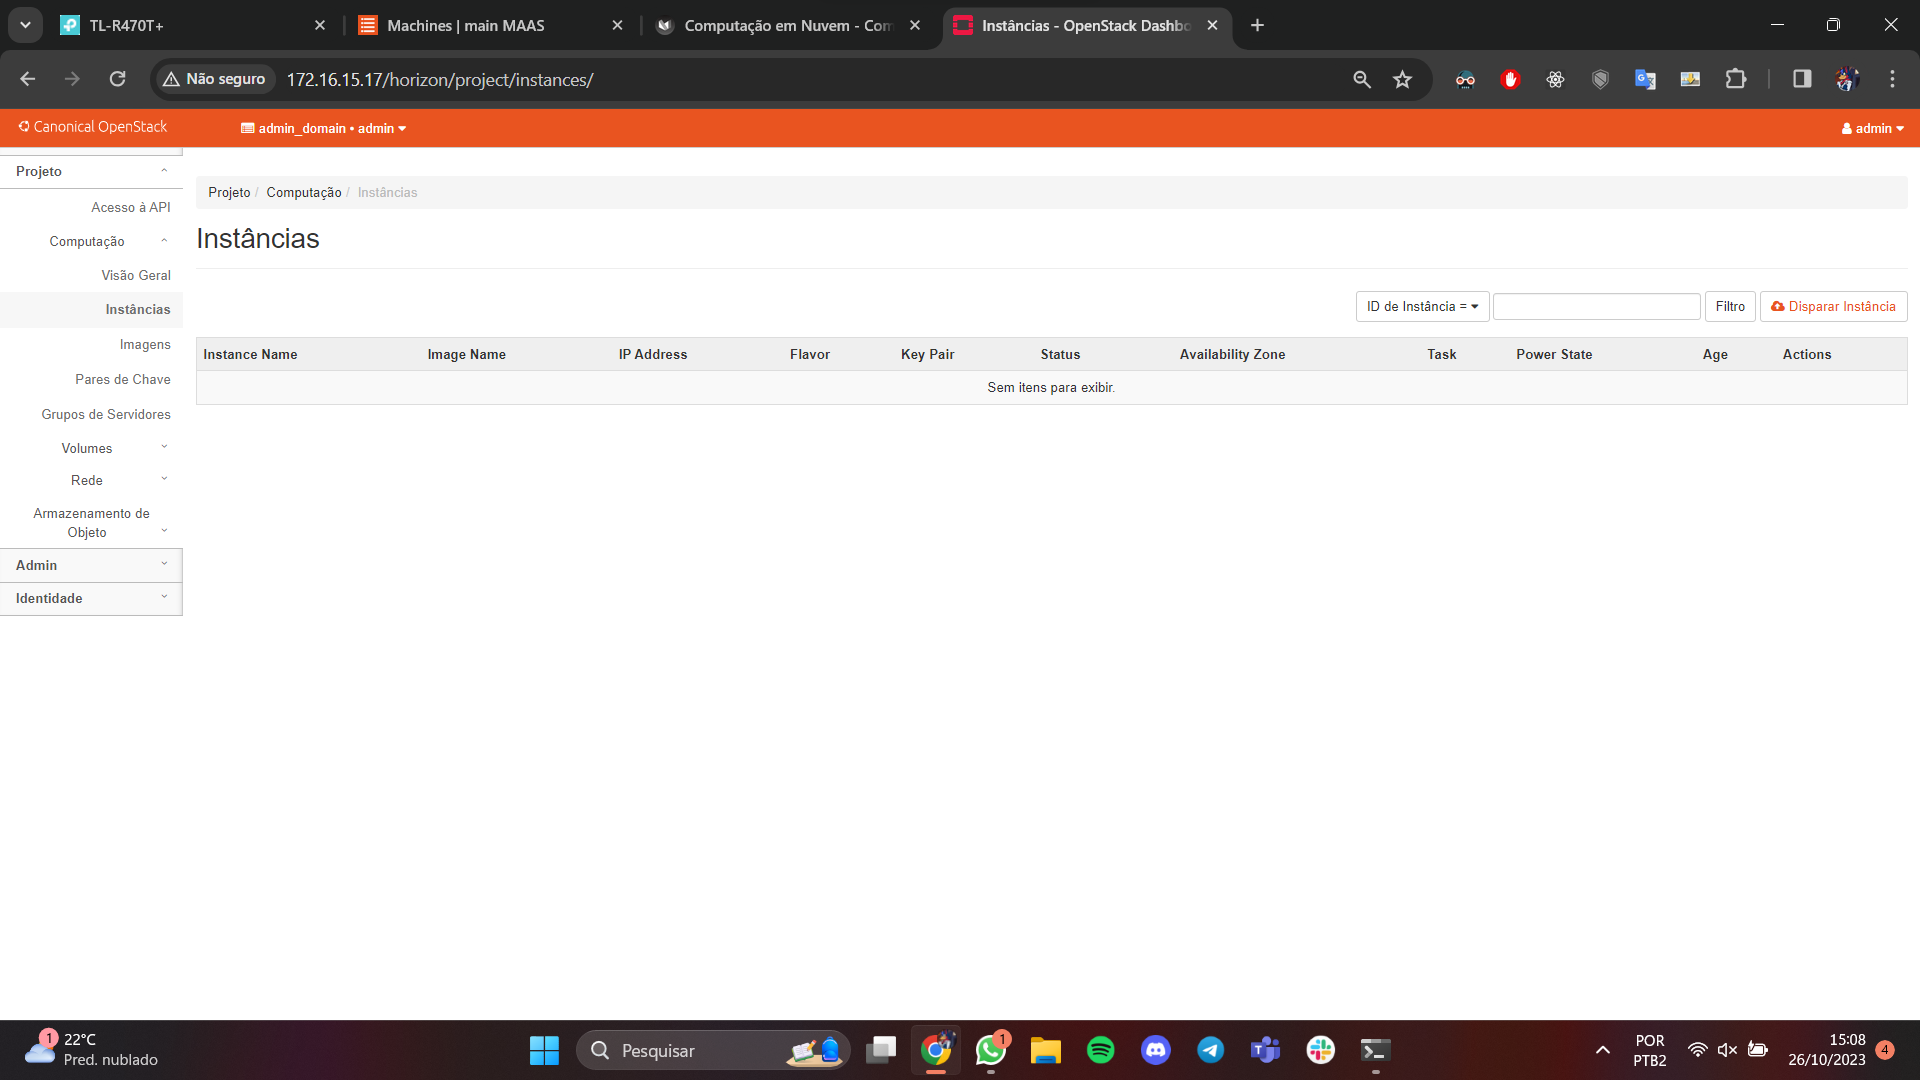 TL-R470T+
Machines | main MAAS
Computação em Nuvem - Com
Instâncias - OpenStack Dashbo
Não seguro
172.16.15.17/horizon/project/instances/
Canonical OpenStack
admin_domain • admin
admin
Projeto
Acesso à API
Computação
Visão Geral
Instâncias
Imagens
Pares de Chave
Grupos de Servidores
Volumes
Rede
Armazenamento de
Objeto
Admin
Identidade
Projeto / Computação / Instâncias
Instâncias
ID de Instância =
Filtro
Disparar Instância
Instance Name Image Name IP Address Flavor Key Pair Status Availability Zone Task Power State Age Actions
Sem itens para exibir.
1
22°C
Pred. nublado
Pesquisar
1
POR
PTB2
15:08
26/10/2023
4